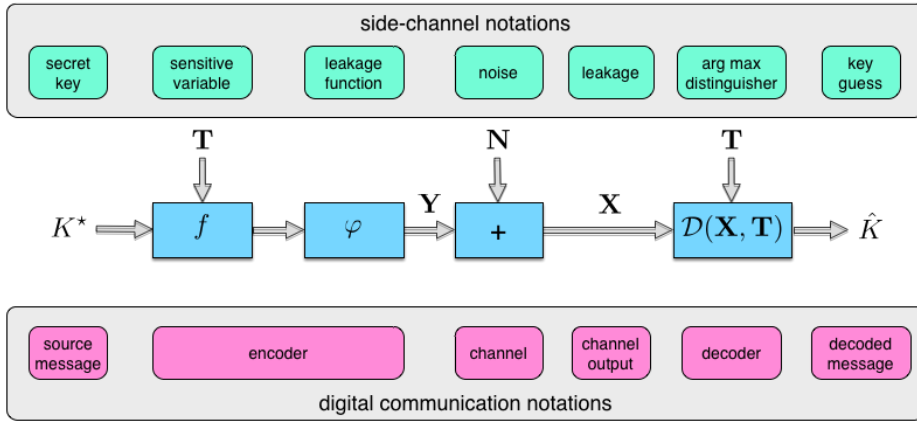 side-channel notations
secret
key
sensitive
variable
leakage
function
noise
leakage
arg max
distinguisher
key
guess
T
N
T
K⋆
f
φ
Y
+
X
𝒟(X, T)
K̂
source
message
encoder
channel
channel
output
decoder
decoded
message
digital communication notations